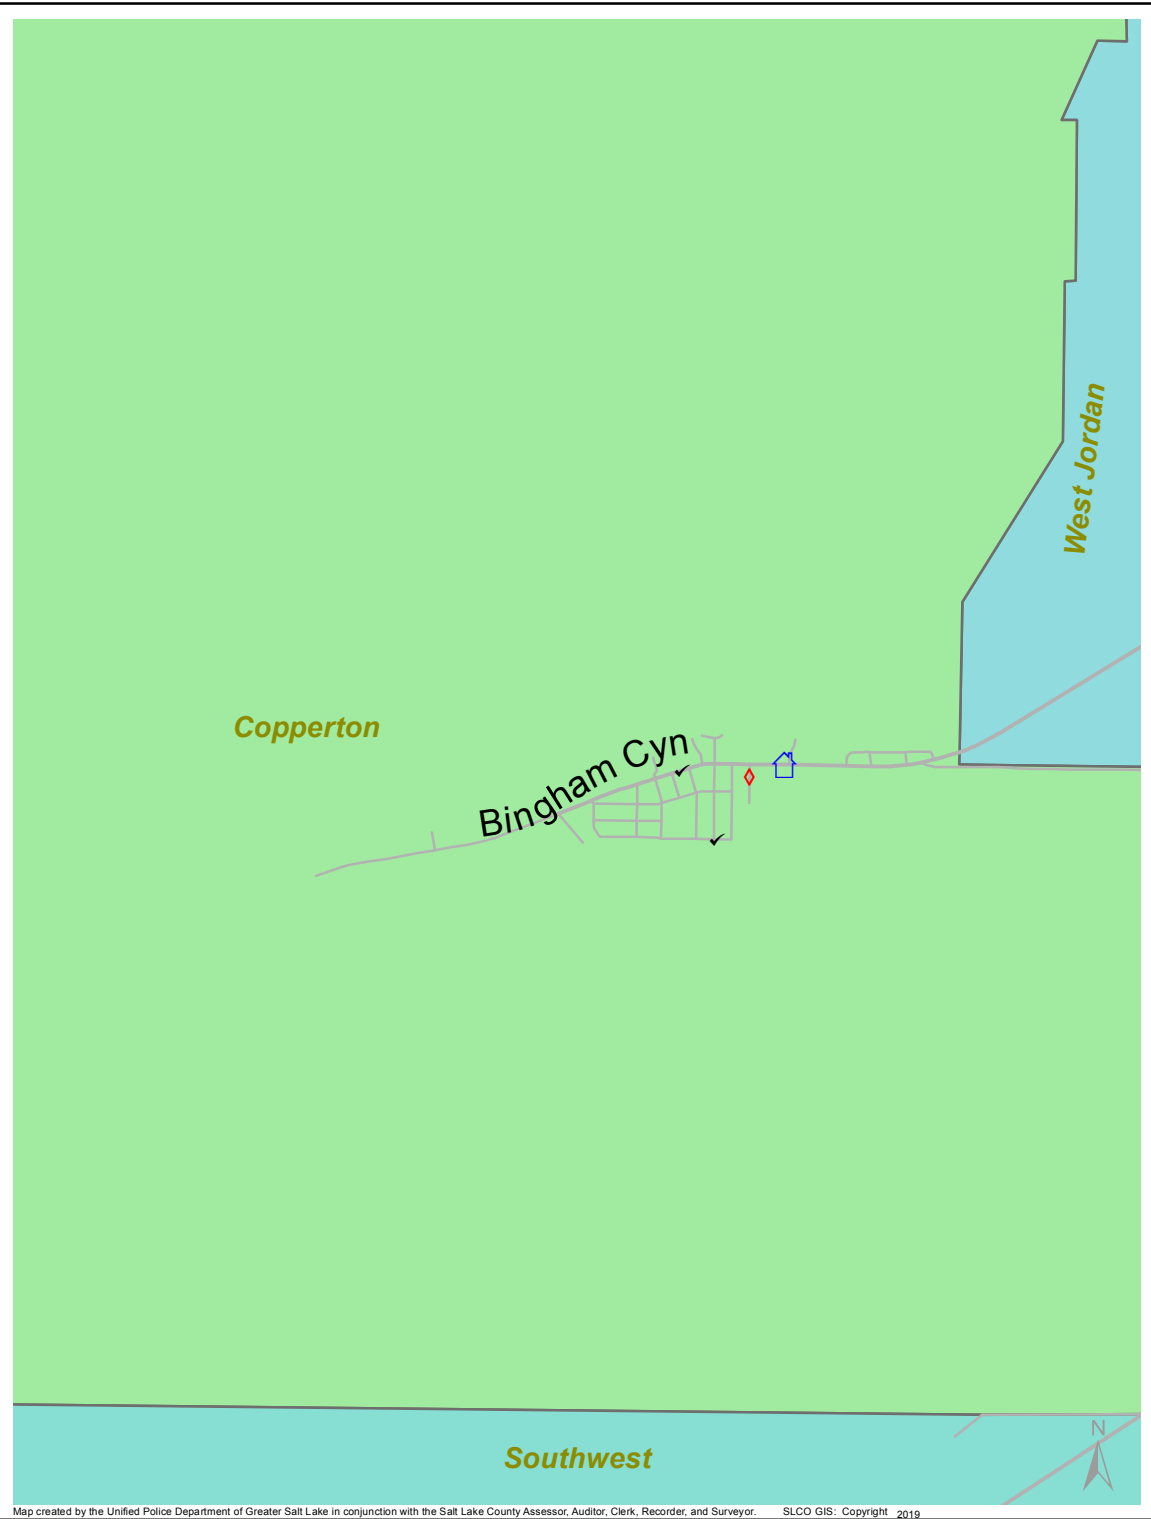 West Jordan
Copperton
Bingham Cyn
Southwest
N
Map created by the Unified Police Department of Greater Salt Lake in conjunction with the Salt Lake County Assessor, Auditor, Clerk, Recorder, and Surveyor. SLCO GIS: Copyright 2019